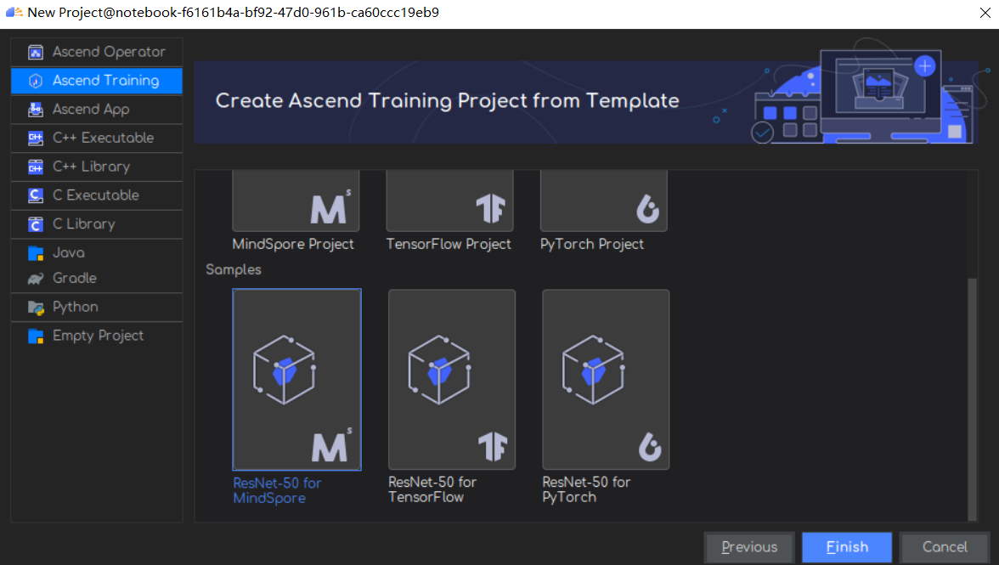 New Project@notebook-f6161b4a-bf92-47d0-961b-ca60ccc19eb9
Ascend Operator
Ascend Training
Ascend App
C++ Executable
C++ Library
C Executable
C Library
Java
Gradle
Python
Empty Project
Create Ascend Training Project from Template
MindSpore Project
TensorFlow Project
PyTorch Project
Samples
ResNet-50 for
MindSpore
ResNet-50 for
TensorFlow
ResNet-50 for
PyTorch
Previous
Finish
Cancel